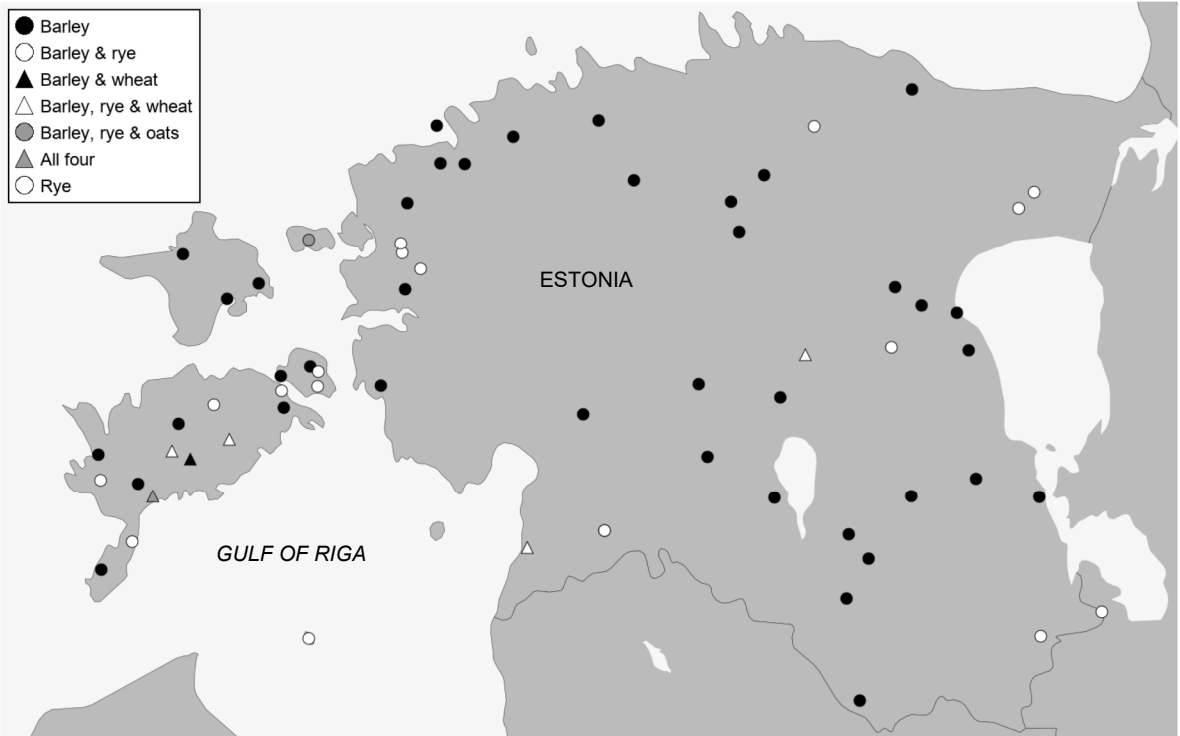 Barley
Barley & rye
Barley & wheat
Barley, rye & wheat
Barley, rye & oats
All four
Rye
ESTONIA
GULF OF RIGA